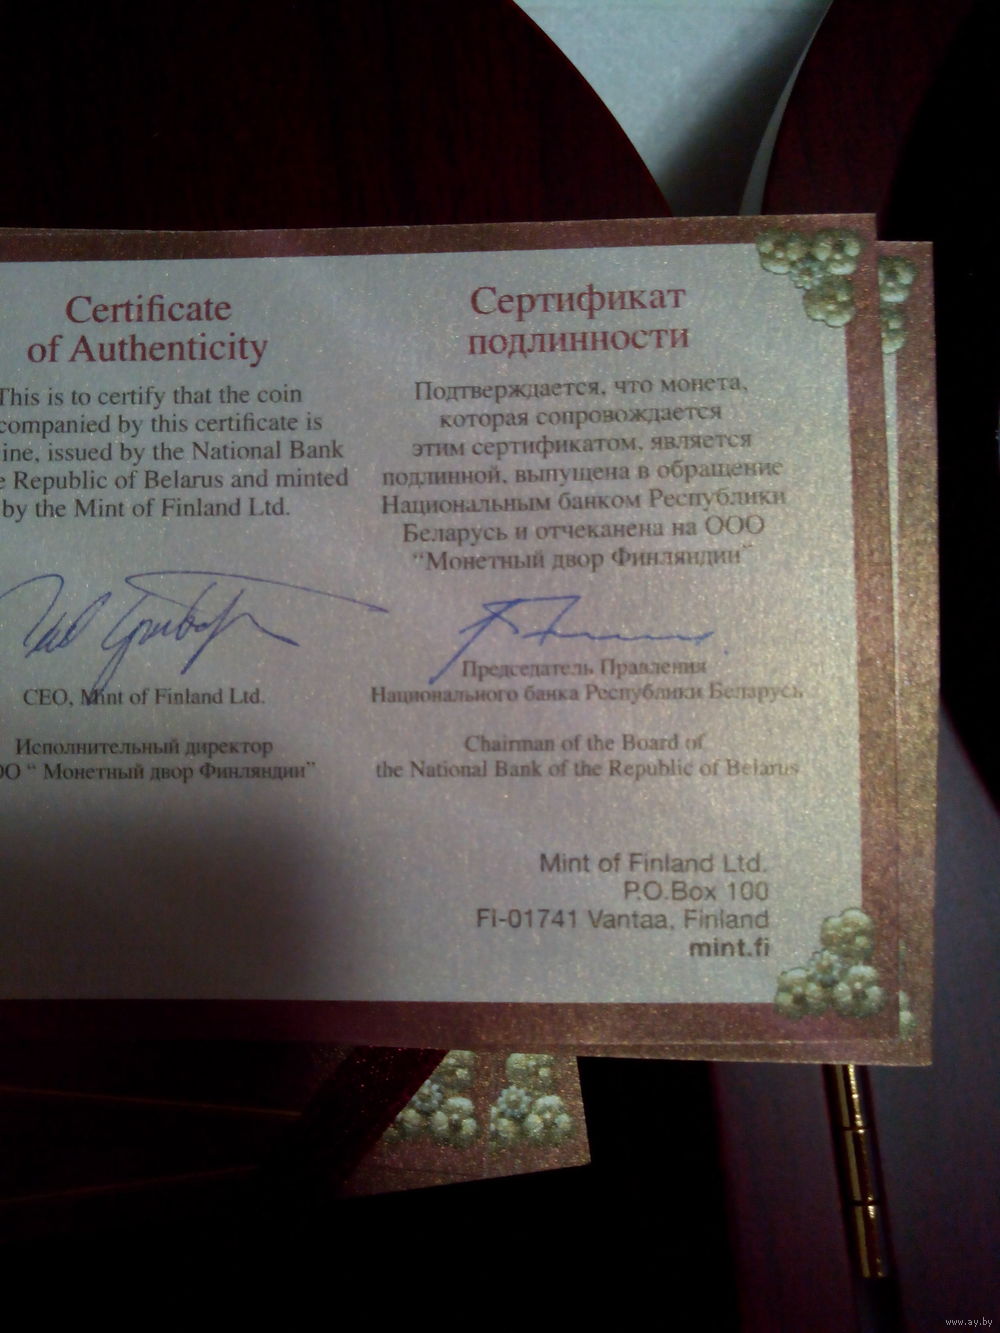 Certificate
of Authenticity
This is to certify that the coin
companied by this certificate is
ine, issued by the National Bank
e Republic of Belarus and minted
by the Mint of Finland Ltd.
CEO, Mint of Finland Ltd.
Исполнительный директор
ОО “ Монетный двор Финляндии”
Сертификат
подлинности
Подтверждается, что монета,
которая сопровождается
этим сертификатом, является
подлинной, выпущена в обращение
Национальным банком Республики
Беларусь и отчеканена на ООО
“Монетный двор Финляндии”
Председатель Правления
Национального банка Республики Беларусь
Chairman of the Board of
the National Bank of the Republic of Belarus
Mint of Finland Ltd.
P.O.Box 100
FI-01741 Vantaa, Finland
mint.fi
www.ay.by